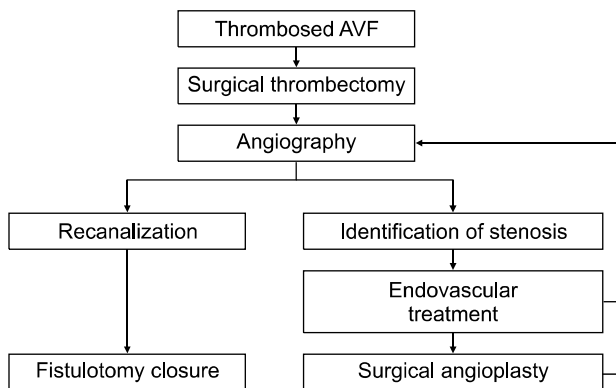 Thrombosed AVF
Surgical thrombectomy
Angiography
Recanalization
Identification of stenosis
Endovascular
treatment
Fistulotomy closure
Surgical angioplasty